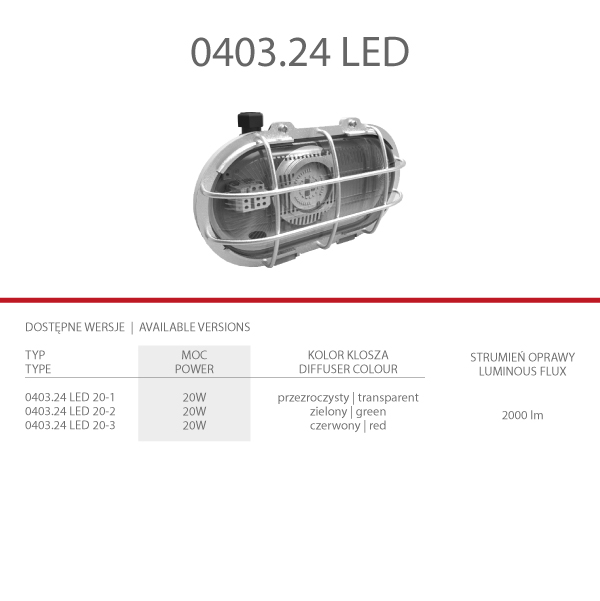 0403.24 LED
DOSTĘPNE WERSJE | AVAILABLE VERSIONS
TYP MOC KOLOR KLOSZA STRUMIEŃ OPRAWY
TYPE POWER DIFFUSER COLOUR LUMINOUS FLUX
0403.24 LED 20-1 20W przezroczysty | transparent
0403.24 LED 20-2 20W zielony | green 2000 lm
0403.24 LED 20-3 20W czerwony | red